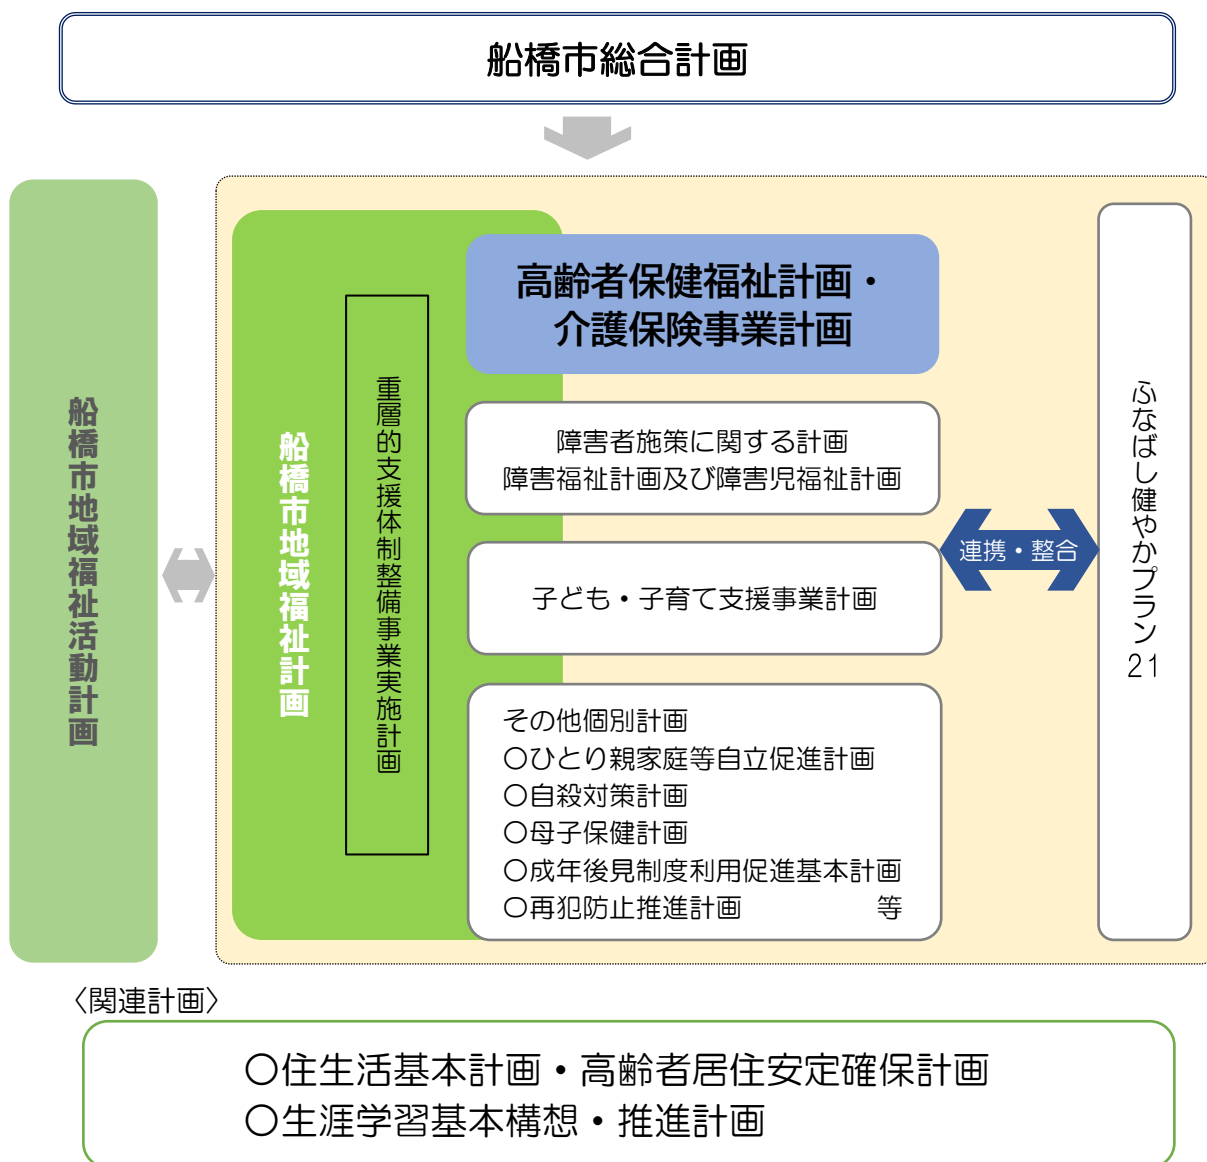 船橋市総合計画
船橋市地域福祉活動計画
船橋市地域福祉計画
重層的支援体制整備事業実施計画
高齢者保健福祉計画・
介護保険事業計画
障害者施策に関する計画
障害福祉計画及び障害児福祉計画
子ども・子育て支援事業計画
その他個別計画
〇ひとり親家庭等自立促進計画
〇自殺対策計画
〇母子保健計画
〇成年後見制度利用促進基本計画
〇再犯防止推進計画 等
連携・整合
ふなばし健やかプラン21
〈関連計画〉
〇住生活基本計画・高齢者居住安定確保計画
〇生涯学習基本構想・推進計画